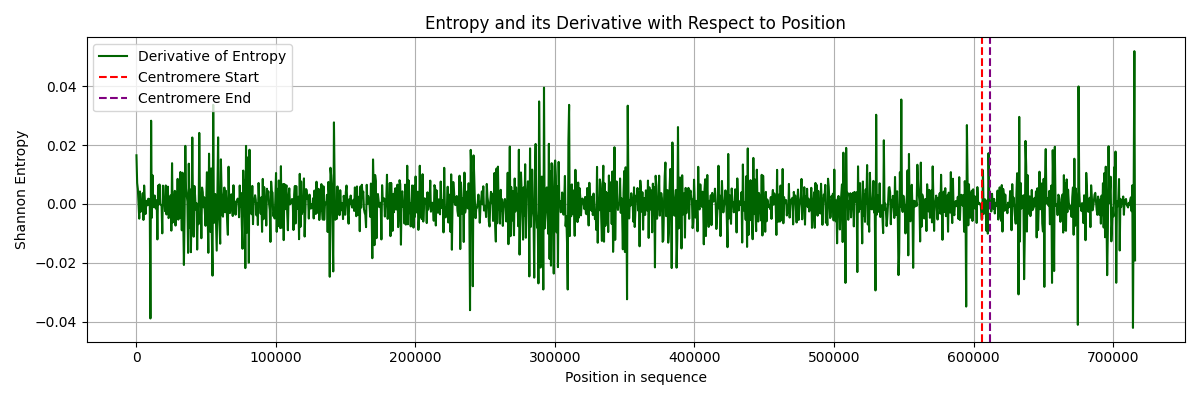 Entropy and its Derivative with Respect to Position
Derivative of Entropy
Centromere Start
Centromere End
Shannon Entropy
0.04
0.02
0.00
−0.02
−0.04
0
100000
200000
300000
400000
500000
600000
700000
Position in sequence